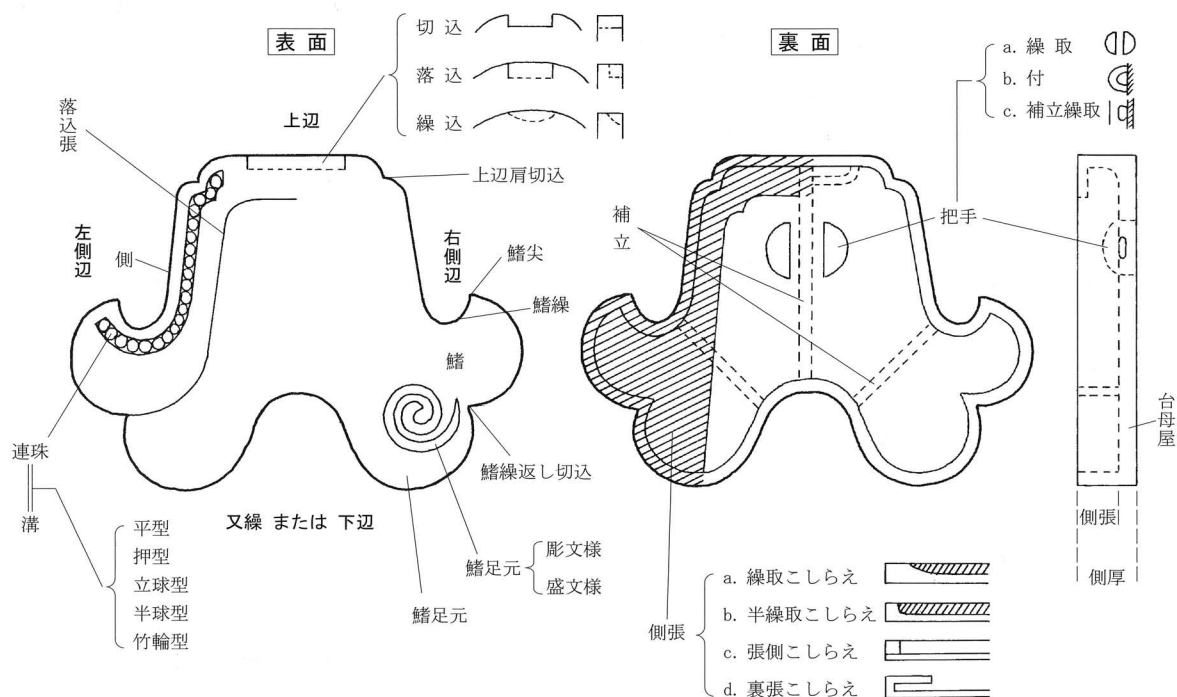 表面
切込
落込
繰込
上辺
落込張
上辺肩切込
左側辺
側
右側辺
鰭尖
鰭繰
鰭
連珠
溝
平型
押型
立球型
半球型
竹輪型
又繰 または 下辺
鰭繰返し切込
鰭足元
彫文様
盛文様
鰭足元
裏面
a. 繰取
b. 付
c. 補立繰取
把手
補立
台母屋
側張
側厚
側張
a. 繰取こしらえ
b. 半繰取こしらえ
c. 張側こしらえ
d. 裏張こしらえ